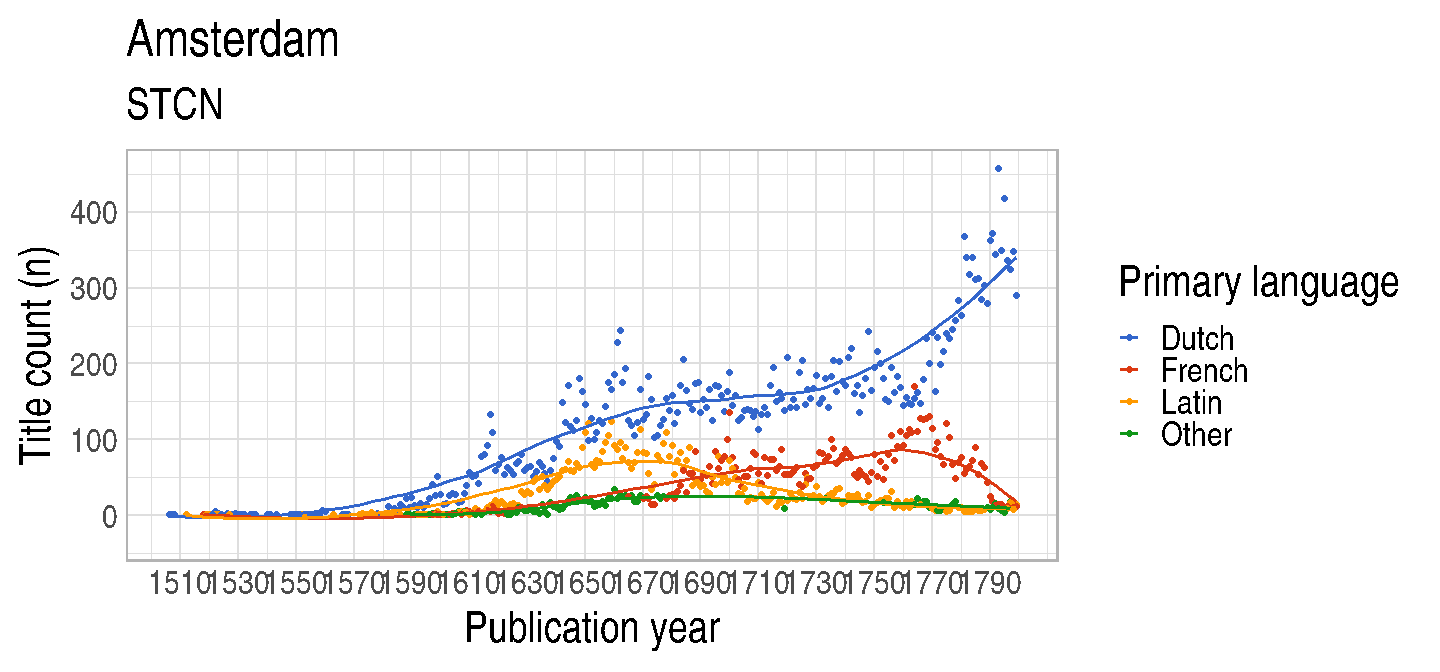 Amsterdam
STCN
Title count (n)
400
300
200
100
0
1510 1530 1550 1570 1590 1610 1630 1650 1670 1690 1710 1730 1750 1770 1790
Publication year
Primary language
Dutch
French
Latin
Other